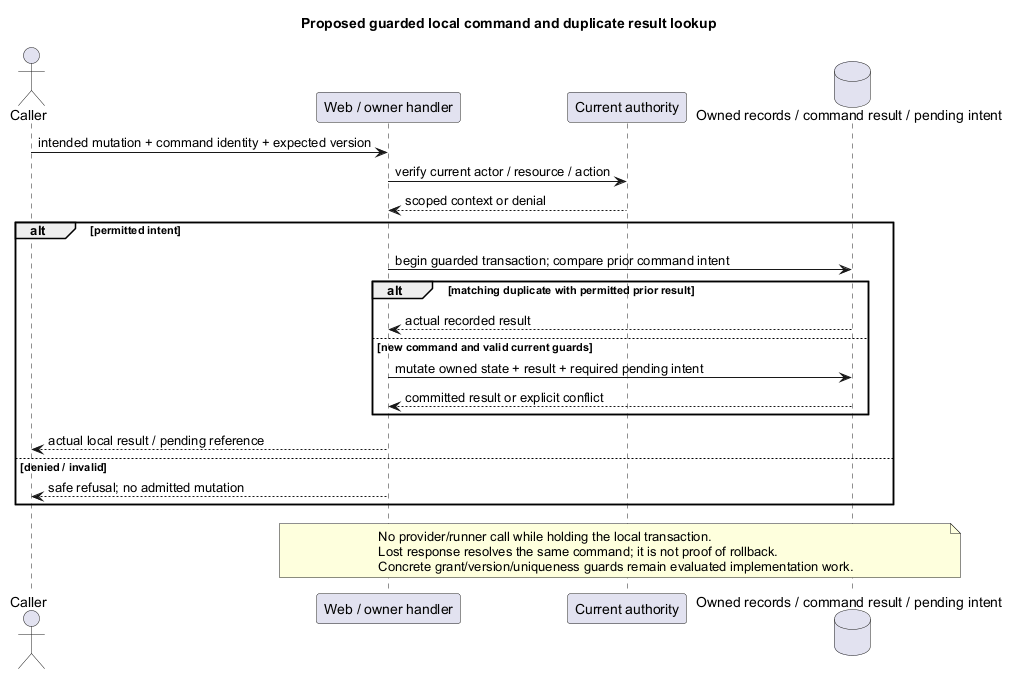 Proposed guarded local command and duplicate result lookup
Caller
Web / owner handler
Current authority
Owned records / command result / pending intent
intended mutation + command identity + expected version
verify current actor / resource / action
scoped context or denial
alt
[permitted intent]
begin guarded transaction; compare prior command intent
alt
[matching duplicate with permitted prior result]
actual recorded result
[new command and valid current guards]
mutate owned state + result + required pending intent
committed result or explicit conflict
actual local result / pending reference
[denied / invalid]
safe refusal; no admitted mutation
No provider/runner call while holding the local transaction.
Lost response resolves the same command; it is not proof of rollback.
Concrete grant/version/uniqueness guards remain evaluated implementation work.
Caller
Web / owner handler
Current authority
Owned records / command result / pending intent